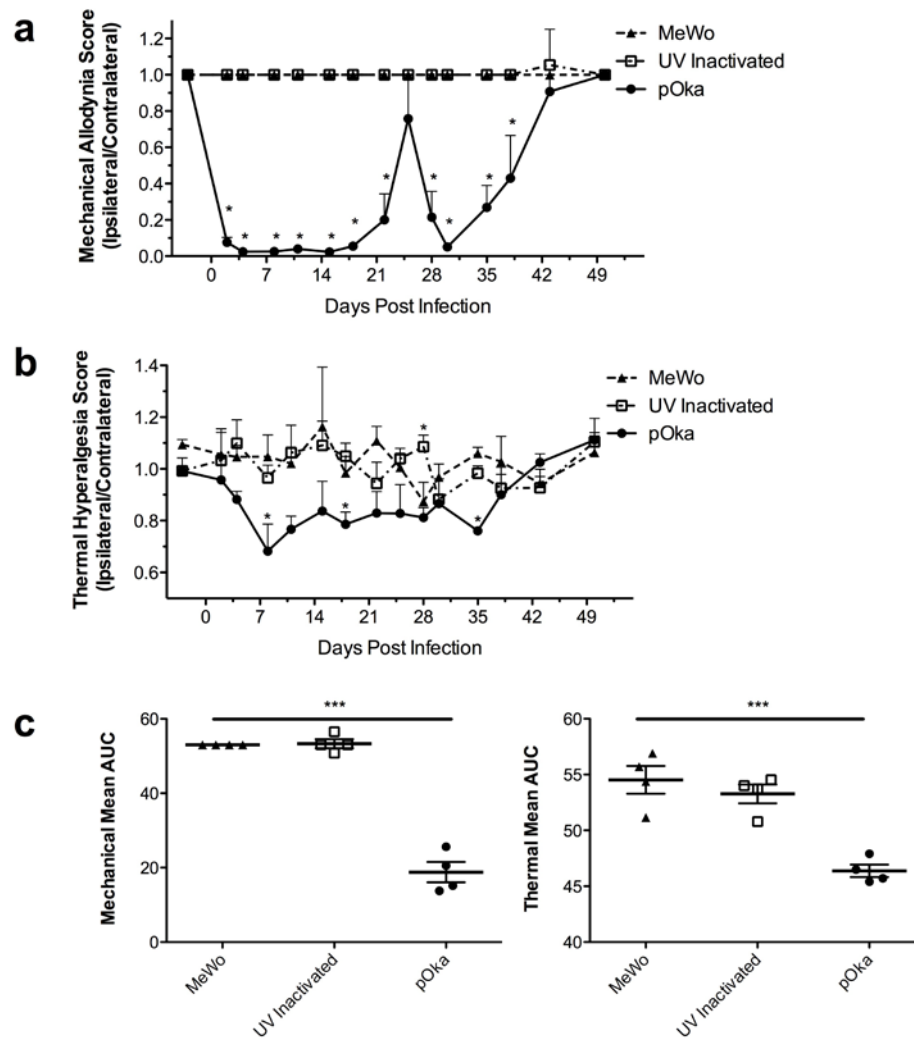 a
Mechanical Allodynia Score
(Ipsilateral/Contralateral)
1.2
1.0
0.8
0.6
0.4
0.2
0.0
* * * * * * * * * * * *
0 7 14 21 28 35 42 49
Days Post Infection
MeWo
UV Inactivated
pOka
b
Thermal Hyperalgesia Score
(Ipsilateral/Contralateral)
1.4
1.2
1.0
0.8
0.6
* * * *
0 7 14 21 28 35 42 49
Days Post Infection
MeWo
UV Inactivated
pOka
c
Mechanical Mean AUC
60
40
20
0
***
MeWo
UV Inactivated
pOka
Thermal Mean AUC
60
55
50
45
40
***
MeWo
UV Inactivated
pOka